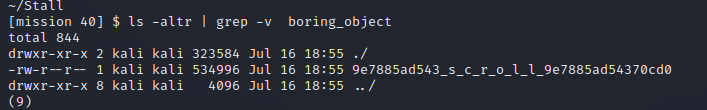 ~/Stall
[mission 40] $ ls -altr | grep -v  boring_object
total 844
drwxr-xr-x 2 kali kali 323584 Jul 16 18:55 ./
-rw-r--r-- 1 kali kali 534996 Jul 16 18:55 9e7885ad543_s_c_r_o_l_l_9e7885ad54370cd0
drwxr-xr-x 8 kali kali   4096 Jul 16 18:55 ../
(9)